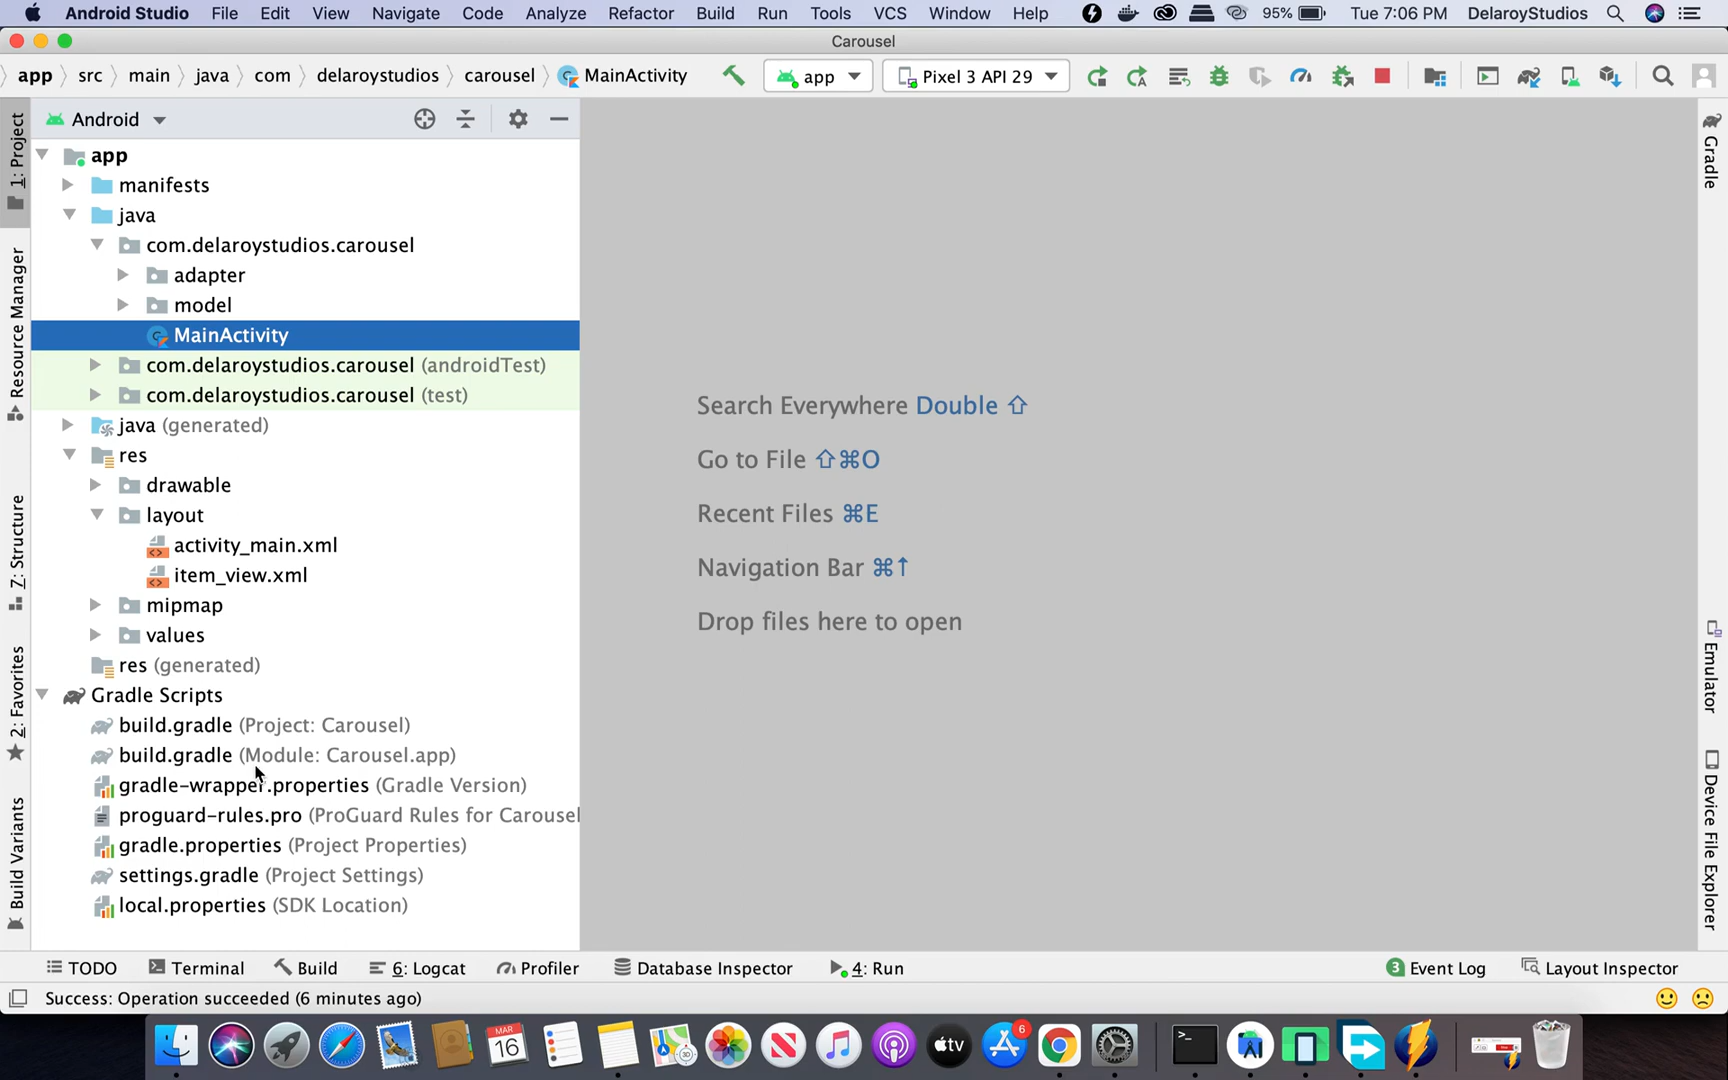 Android Studio File Edit View Navigate Code Analyze Refactor Build Run Tools VCS Window Help 95% Tue 7:06 PM DelaroyStudios
Carousel
app src main java com delaroystudios carousel MainActivity app Pixel 3 API 29
Android
app
manifests
java
com.delaroystudios.carousel
adapter
model
MainActivity
com.delaroystudios.carousel (androidTest)
com.delaroystudios.carousel (test)
java (generated)
res
drawable
layout
activity_main.xml
item_view.xml
mipmap
values
res (generated)
Gradle Scripts
build.gradle (Project: Carousel)
build.gradle (Module: Carousel.app)
gradle-wrapper.properties (Gradle Version)
proguard-rules.pro (ProGuard Rules for Carousel
gradle.properties (Project Properties)
settings.gradle (Project Settings)
local.properties (SDK Location)
1: Project
Resource Manager
Z: Structure
2: Favorites
Build Variants
Search Everywhere Double ⇧
Go to File ⇧⌘O
Recent Files ⌘E
Navigation Bar ⌘↑
Drop files here to open
Gradle
Emulator
Device File Explorer
TODO Terminal Build 6: Logcat Profiler Database Inspector 4: Run 3 Event Log Layout Inspector
Success: Operation succeeded (6 minutes ago)
MAR
16
6
tv